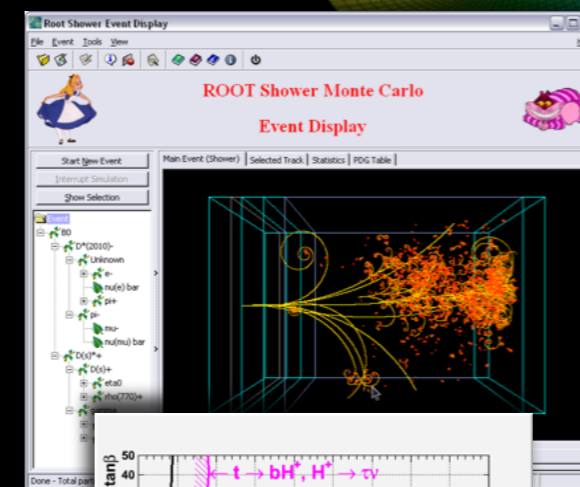 Root Shower Event Display
File Event Tools View
ROOT Shower Monte Carlo
Event Display
Start New Event
Interrupt Simulation
Show Selection
Main Event (Shower) Selected Track Statistics PDG Table
Event
B0
D*(2010)-
Unknown
e-
nu(e) bar
pi+
pi-
mu-
nu(mu) bar
D(s)*+
D(s)+
eta0
rho(770)+
tanβ
50
40
t → bH⁺, H⁺ → τν
Done - Total